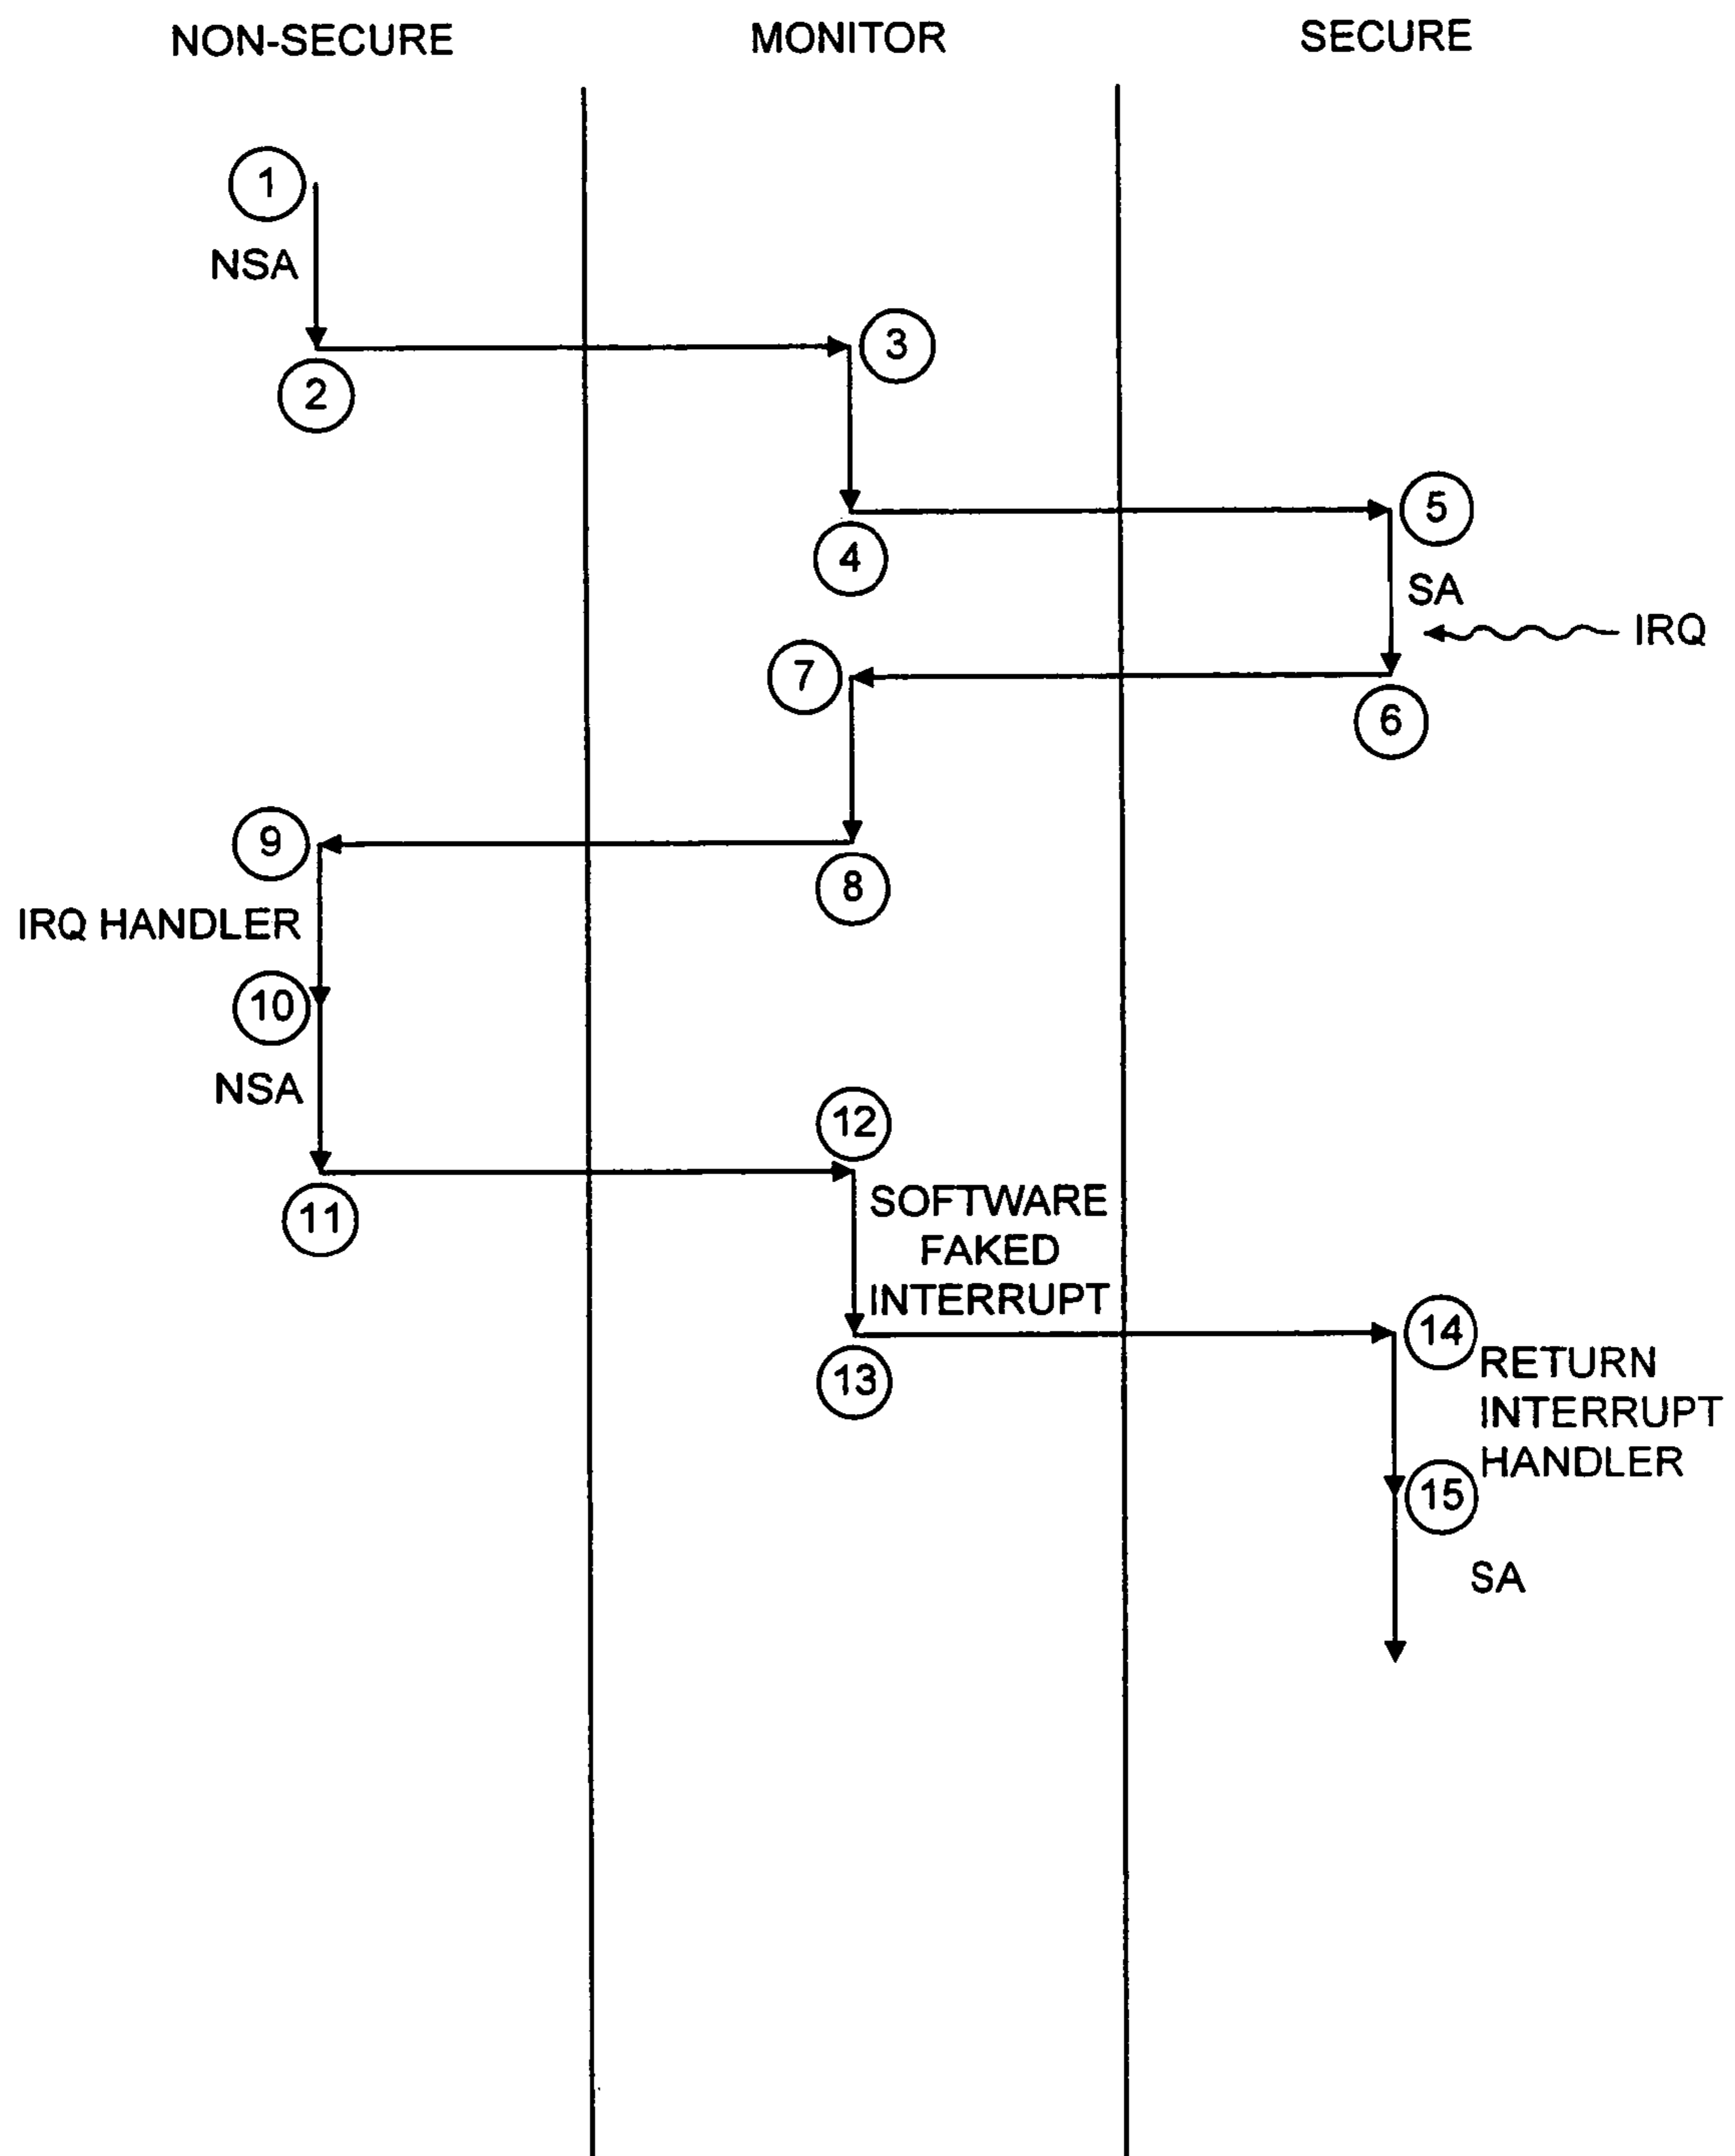 NON-SECURE
MONITOR
SECURE
1
NSA
3
2
5
4
SA
IRQ
7
6
9
8
IRQ HANDLER
10
NSA
12
11
SOFTWARE
FAKED
INTERRUPT
14
13
RETURN
INTERRUPT
HANDLER
15
SA